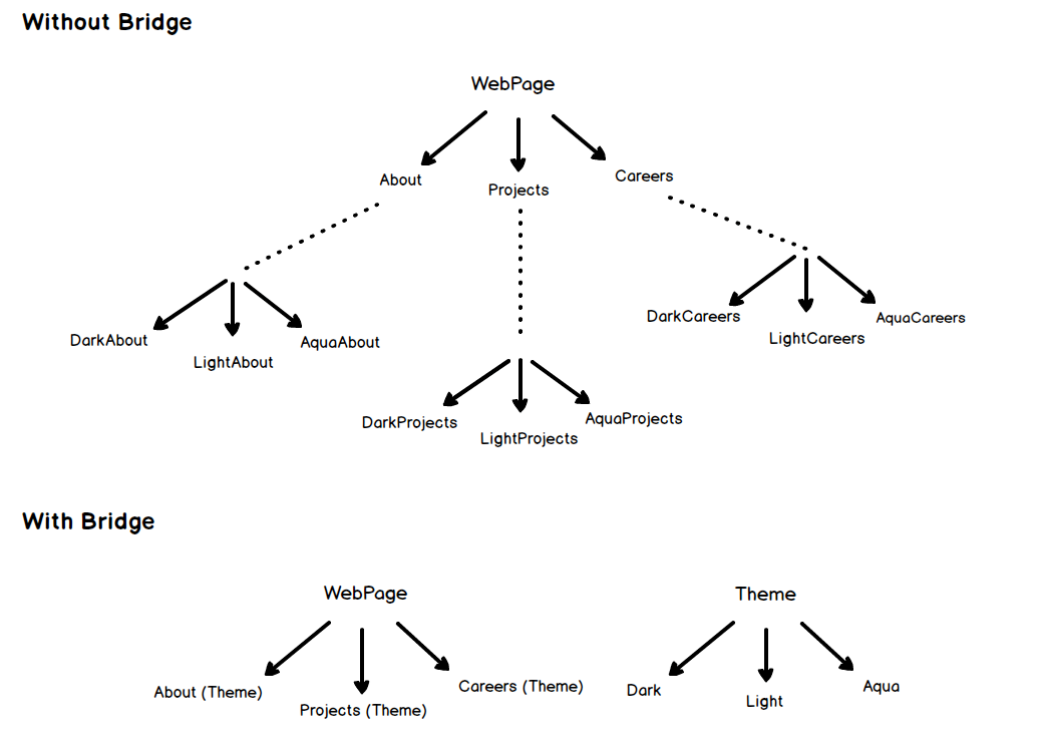 Without Bridge
WebPage
About
Projects
Careers
DarkAbout
LightAbout
AquaAbout
DarkProjects
LightProjects
AquaProjects
DarkCareers
LightCareers
AquaCareers
With Bridge
WebPage
About (Theme)
Projects (Theme)
Careers (Theme)
Theme
Dark
Light
Aqua